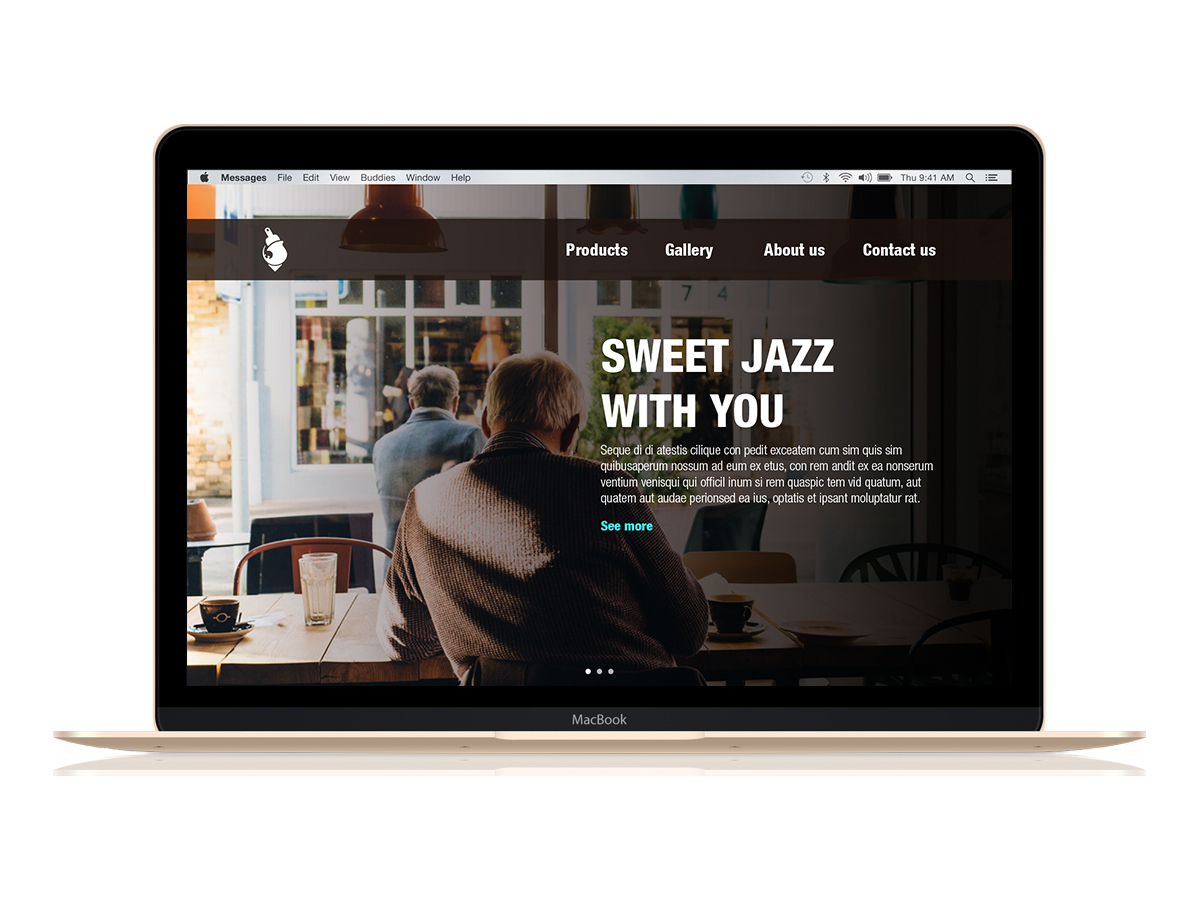 Messages File Edit View Buddies Window Help Thu 9:41 AM
Products Gallery About us Contact us
7 4
SWEET JAZZ
WITH YOU
Seque di di atestis cilique con pedit exceatem cum sim quis sim
quibusaperum nossum ad eum ex etus, con rem andit ex ea nonserum
ventium venisqui qui officil inum si rem quaspic tem vid quatum, aut
quatem aut audae perionsed ea ius, optatis et ipsant moluptatur rat.
See more
MacBook